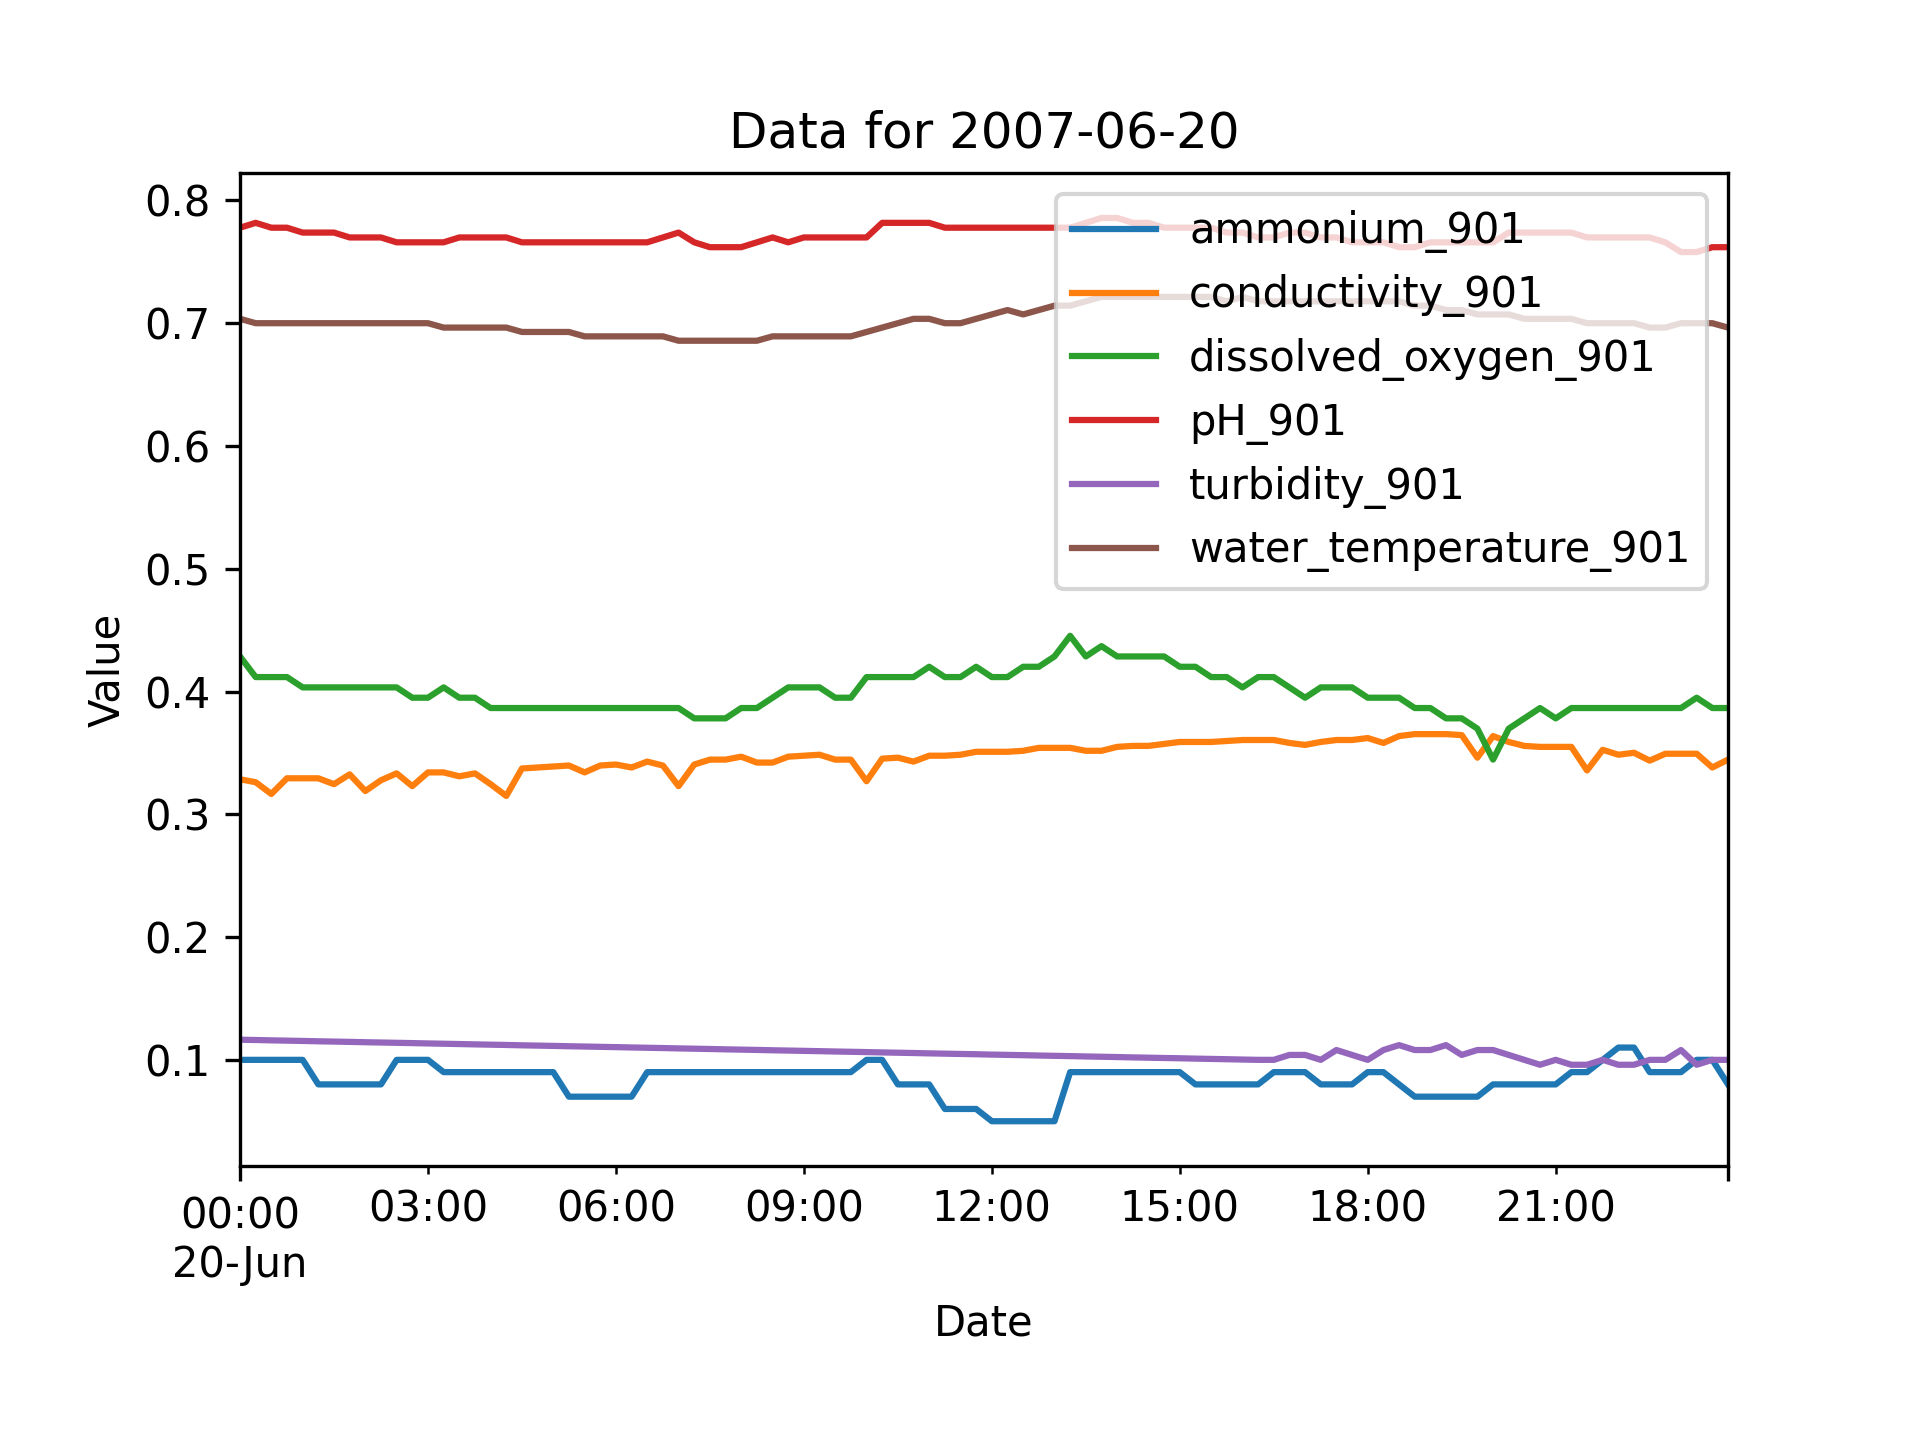 Data for 2007-06-20
0.8
0.7
0.6
0.5
0.4
0.3
0.2
0.1
Value
ammonium_901
conductivity_901
dissolved_oxygen_901
pH_901
turbidity_901
water_temperature_901
00:00 03:00 06:00 09:00 12:00 15:00 18:00 21:00
20-Jun
Date